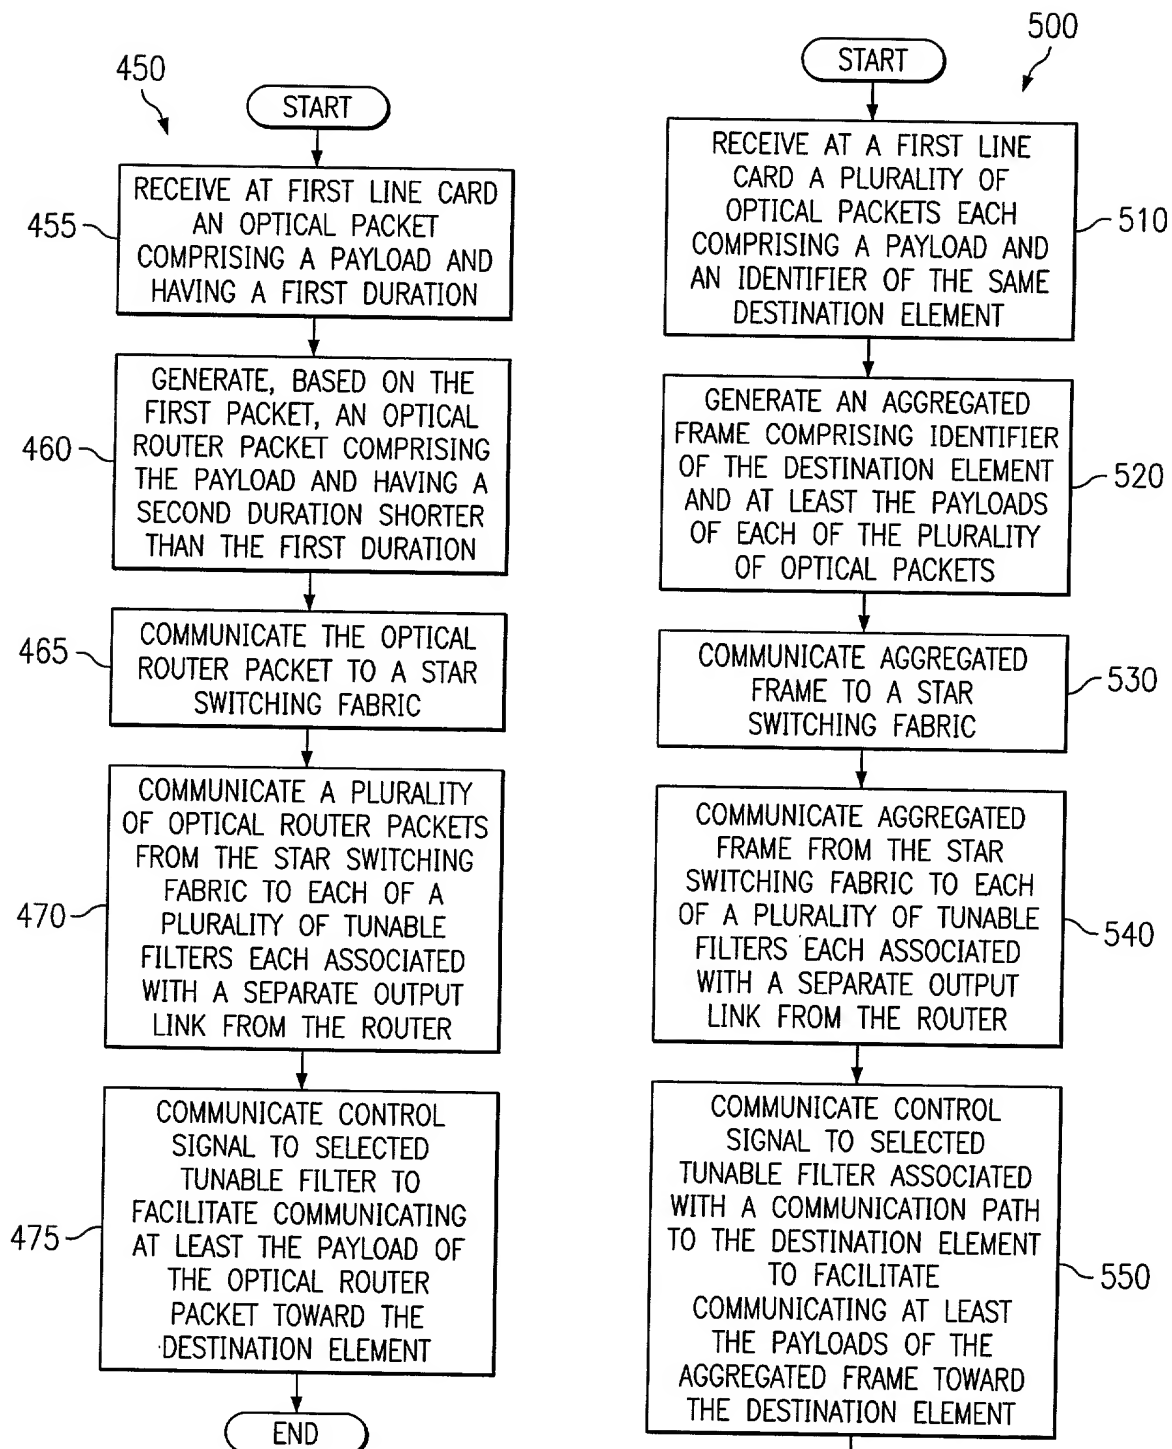 450
START
455
RECEIVE AT FIRST LINE CARD
AN OPTICAL PACKET
COMPRISING A PAYLOAD AND
HAVING A FIRST DURATION
460
GENERATE, BASED ON THE
FIRST PACKET, AN OPTICAL
ROUTER PACKET COMPRISING
THE PAYLOAD AND HAVING A
SECOND DURATION SHORTER
THAN THE FIRST DURATION
465
COMMUNICATE THE OPTICAL
ROUTER PACKET TO A STAR
SWITCHING FABRIC
470
COMMUNICATE A PLURALITY
OF OPTICAL ROUTER PACKETS
FROM THE STAR SWITCHING
FABRIC TO EACH OF A
PLURALITY OF TUNABLE
FILTERS EACH ASSOCIATED
WITH A SEPARATE OUTPUT
LINK FROM THE ROUTER
475
COMMUNICATE CONTROL
SIGNAL TO SELECTED
TUNABLE FILTER TO
FACILITATE COMMUNICATING
AT LEAST THE PAYLOAD OF
THE OPTICAL ROUTER
PACKET TOWARD THE
DESTINATION ELEMENT
END
500
START
RECEIVE AT A FIRST LINE
CARD A PLURALITY OF
OPTICAL PACKETS EACH
COMPRISING A PAYLOAD AND
AN IDENTIFIER OF THE SAME
DESTINATION ELEMENT
510
GENERATE AN AGGREGATED
FRAME COMPRISING IDENTIFIER
OF THE DESTINATION ELEMENT
AND AT LEAST THE PAYLOADS
OF EACH OF THE PLURALITY
OF OPTICAL PACKETS
520
COMMUNICATE AGGREGATED
FRAME TO A STAR
SWITCHING FABRIC
530
COMMUNICATE AGGREGATED
FRAME FROM THE STAR
SWITCHING FABRIC TO EACH
OF A PLURALITY OF TUNABLE
FILTERS EACH ASSOCIATED
WITH A SEPARATE OUTPUT
LINK FROM THE ROUTER
540
COMMUNICATE CONTROL
SIGNAL TO SELECTED
TUNABLE FILTER ASSOCIATED
WITH A COMMUNICATION PATH
TO THE DESTINATION ELEMENT
TO FACILITATE
COMMUNICATING AT LEAST
THE PAYLOADS OF THE
AGGREGATED FRAME TOWARD
THE DESTINATION ELEMENT
550